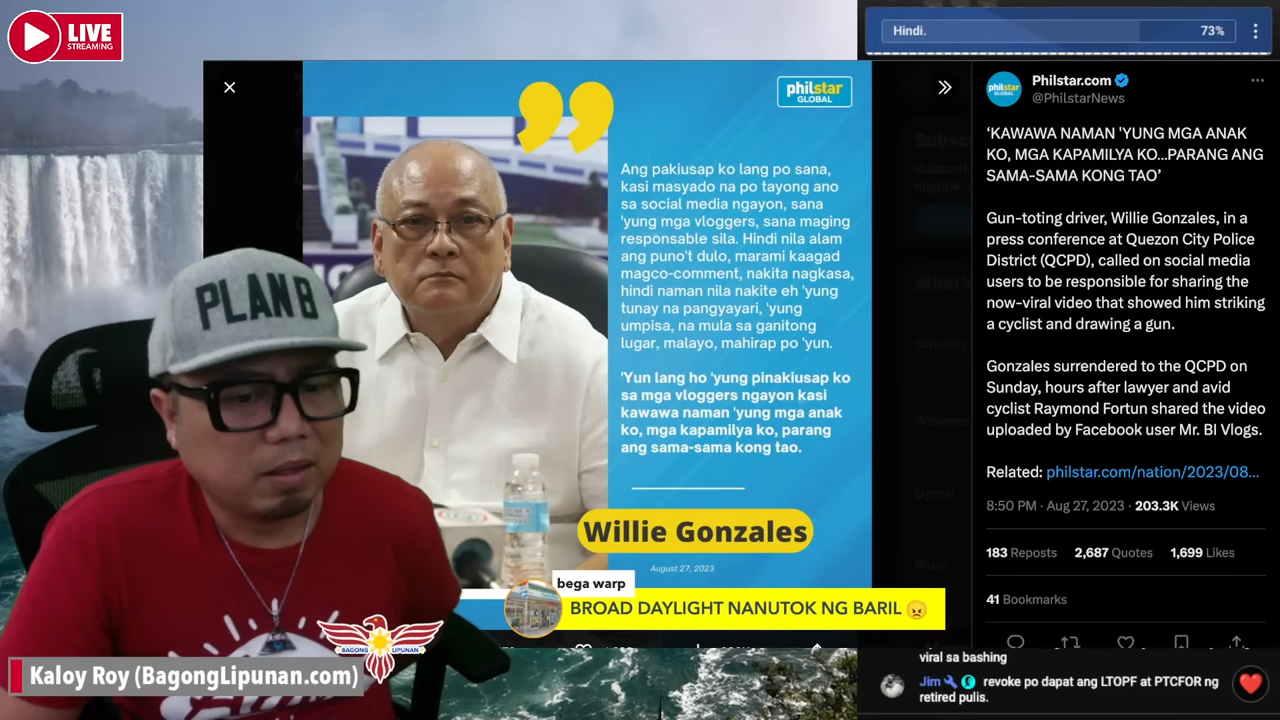 LIVE
STREAMING
Hindi.
73%
philstar
GLOBAL
Ang pakiusap ko lang po sana,
kasi masyado na po tayong ano
sa social media ngayon, sana
'yung mga vloggers, sana maging
responsable sila. Hindi nila alam
ang puno't dulo, marami kaagad
magco-comment, nakita nagkasa,
hindi naman nila nakite eh 'yung
tunay na pangyayari, 'yung
umpisa, na mula sa ganitong
lugar, malayo, mahirap po 'yun.
'Yun lang ho 'yung pinakiusap ko
sa mga vloggers ngayon kasi
kawawa naman 'yung mga anak
ko, mga kapamilya ko, parang
ang sama-sama kong tao.
Willie Gonzales
August 27, 2023
philstar
GLOBAL
Philstar.com
@PhilstarNews
‘KAWAWA NAMAN 'YUNG MGA ANAK
KO, MGA KAPAMILYA KO...PARANG ANG
SAMA-SAMA KONG TAO’
Gun-toting driver, Willie Gonzales, in a
press conference at Quezon City Police
District (QCPD), called on social media
users to be responsible for sharing the
now-viral video that showed him striking
a cyclist and drawing a gun.
Gonzales surrendered to the QCPD on
Sunday, hours after lawyer and avid
cyclist Raymond Fortun shared the video
uploaded by Facebook user Mr. BI Vlogs.
Related: philstar.com/nation/2023/08...
8:50 PM · Aug 27, 2023 · 203.3K Views
183 Reposts 2,687 Quotes 1,699 Likes
41 Bookmarks
PLAN B
bega warp
BROAD DAYLIGHT NANUTOK NG BARIL 😠
BAGONG LIPUNAN
Kaloy Roy (BagongLipunan.com)
viral sa bashing
Jim revoke po dapat ang LTOPF at PTCFOR ng
retired pulis.